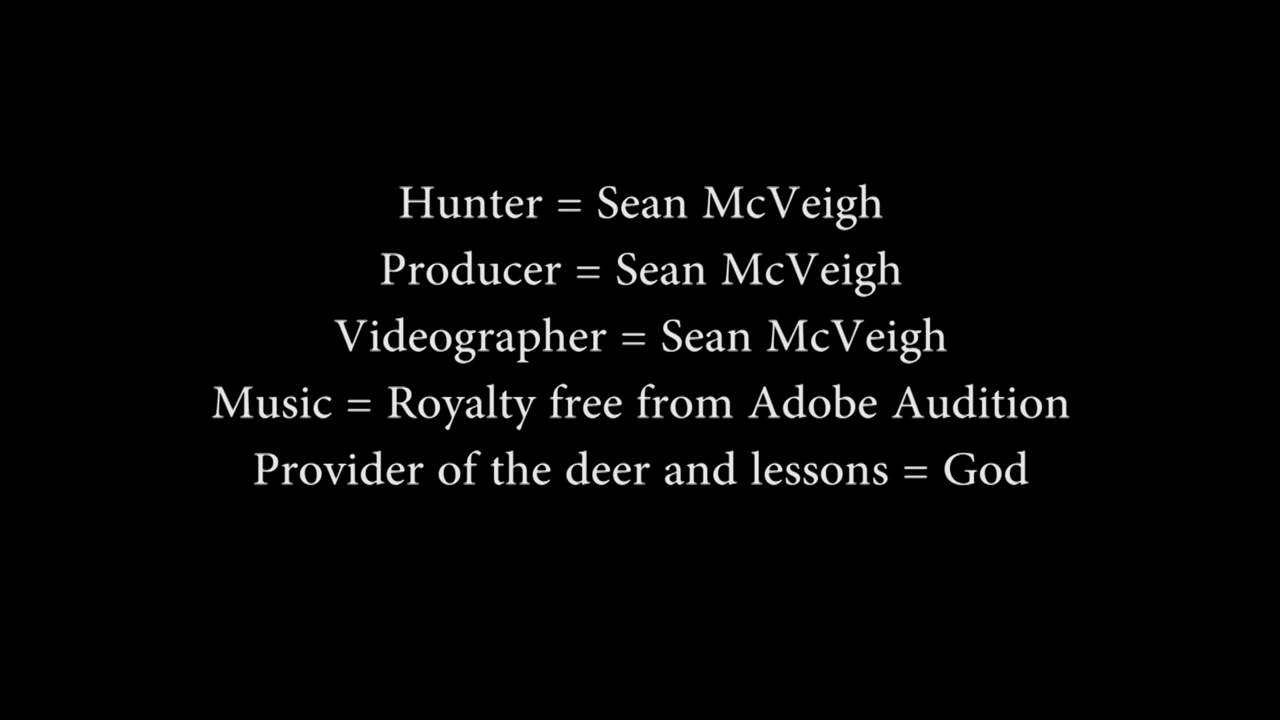 Hunter = Sean McVeigh
Producer = Sean McVeigh
Videographer = Sean McVeigh
Music = Royalty free from Adobe Audition
Provider of the deer and lessons = God